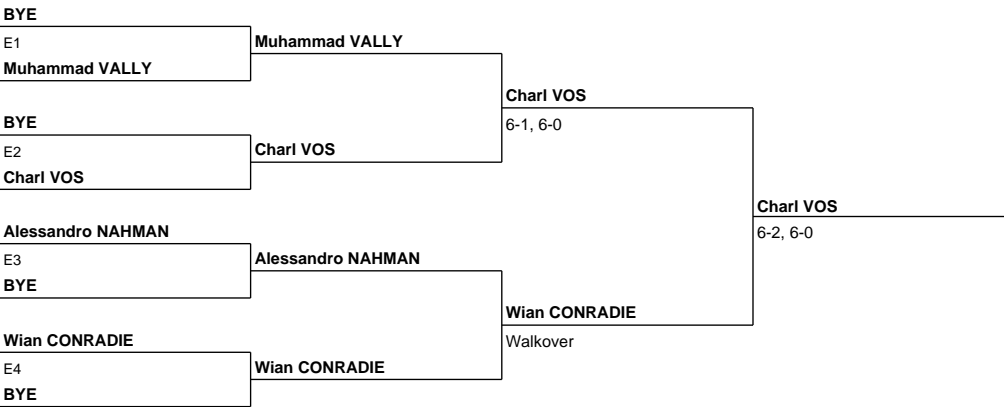 BYE
E1
Muhammad VALLY
BYE
E2
Charl VOS
Alessandro NAHMAN
E3
BYE
Wian CONRADIE
E4
BYE
Muhammad VALLY
Charl VOS
Alessandro NAHMAN
Wian CONRADIE
Charl VOS
6-1, 6-0
Wian CONRADIE
Walkover
Charl VOS
6-2, 6-0